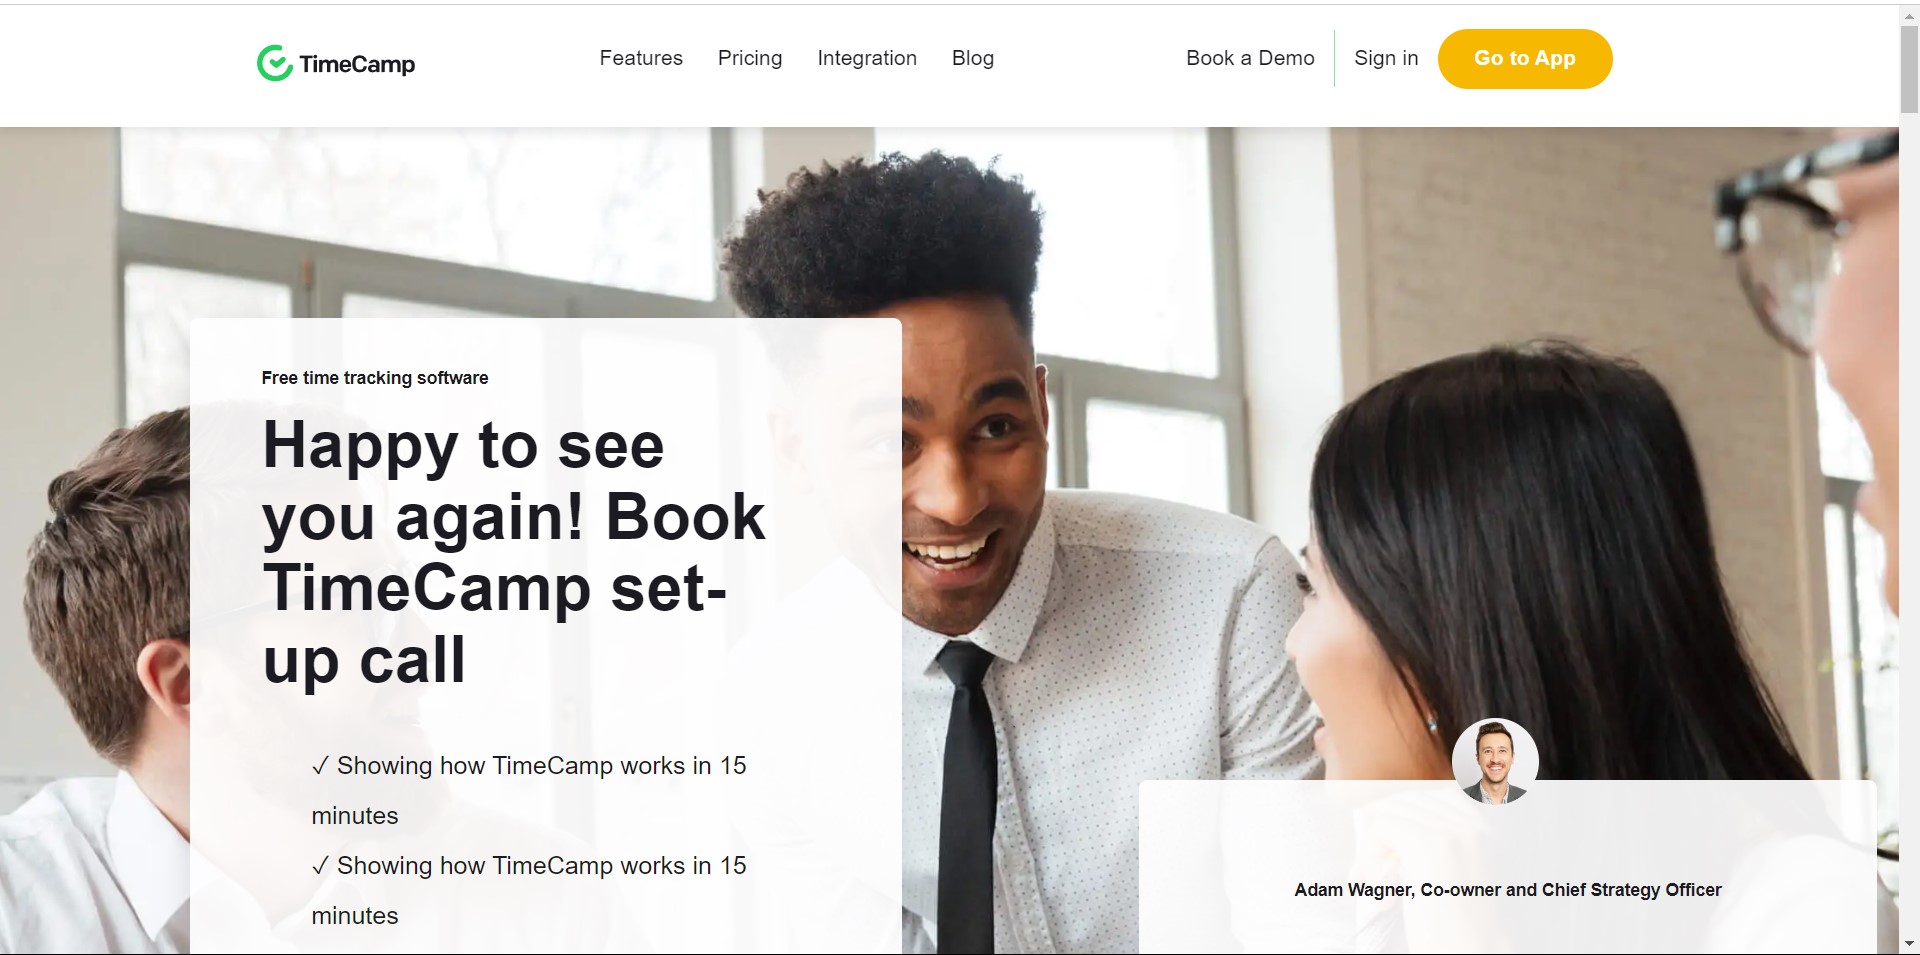 TimeCamp
Features Pricing Integration Blog
Book a Demo Sign in Go to App
Free time tracking software
Happy to see
you again! Book
TimeCamp set-
up call
✓ Showing how TimeCamp works in 15
minutes
✓ Showing how TimeCamp works in 15
minutes
Adam Wagner, Co-owner and Chief Strategy Officer